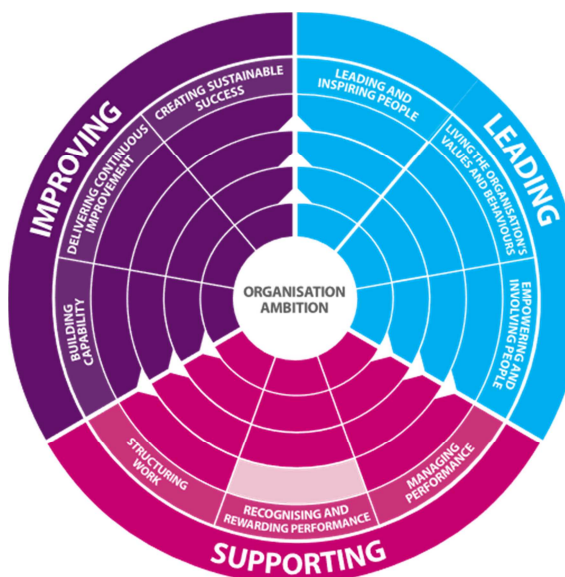 IMPROVING
CREATING SUSTAINABLE
SUCCESS
DELIVERING CONTINUOUS
IMPROVEMENT
BUILDING
CAPABILITY
LEADING
LEADING AND
INSPIRING PEOPLE
LIVING THE ORGANISATION'S
VALUES AND BEHAVIOURS
EMPOWERING AND
INVOLVING PEOPLE
ORGANISATION
AMBITION
STRUCTURING
WORK
RECOGNISING AND
REWARDING PERFORMANCE
MANAGING
PERFORMANCE
SUPPORTING